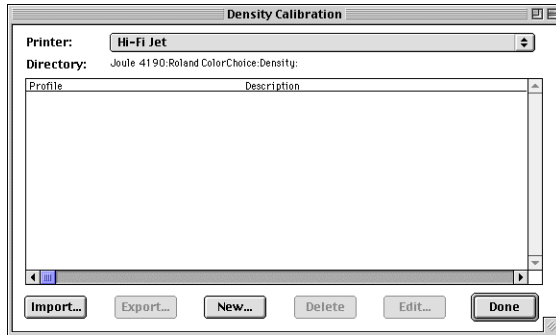 Density Calibration
Printer: Hi-Fi Jet
Directory: Joule 4190:Roland ColorChoice:Density:
Profile Description
Import... Export... New... Delete Edit... Done